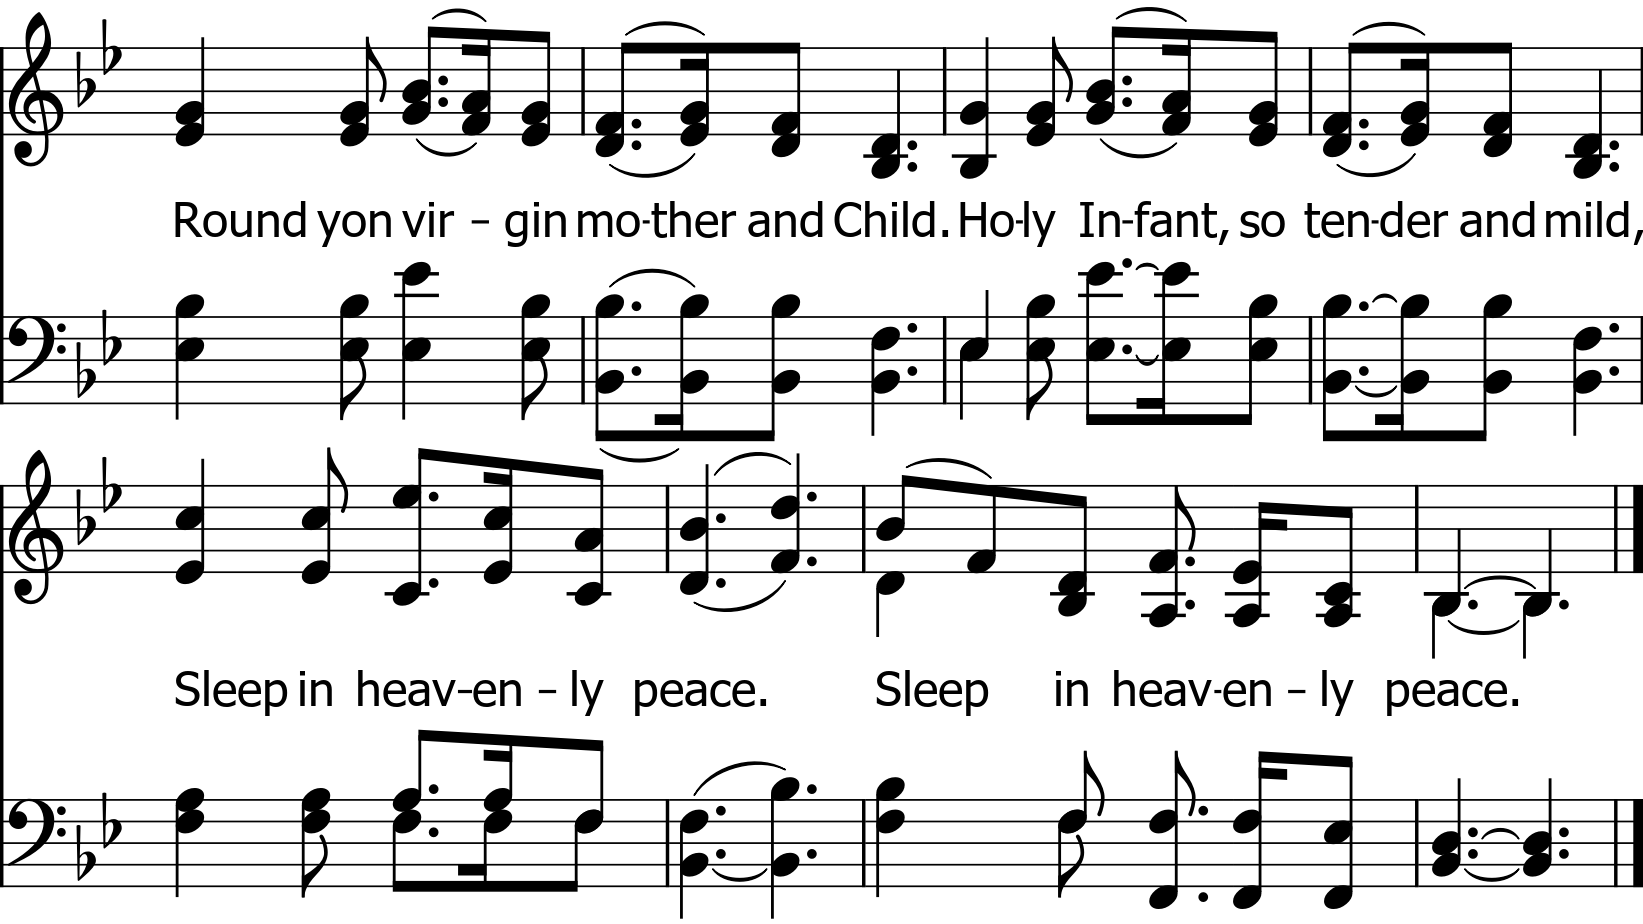 Round yon vir - gin mo-ther and Child. Ho-ly In-fant, so ten-der and mild,
Sleep in heav-en - ly peace. Sleep in heav-en - ly peace.